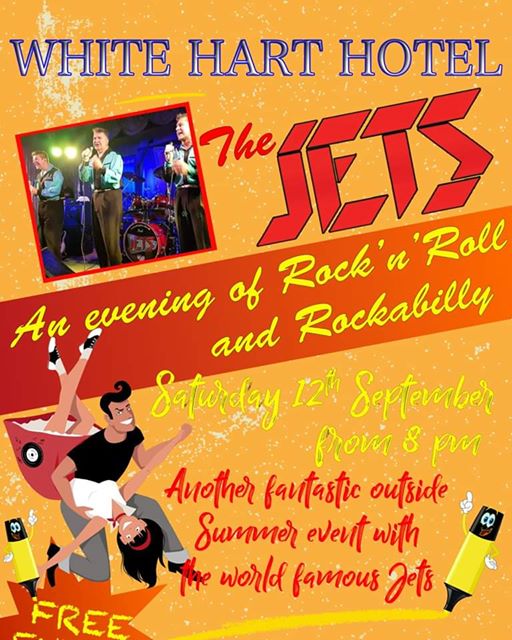 WHITE HART HOTEL
The JETS
An evening of Rock'n'Roll
and Rockabilly
Saturday 12th September
from 8 pm
Another fantastic outside
Summer event with
the world famous Jets
FREE